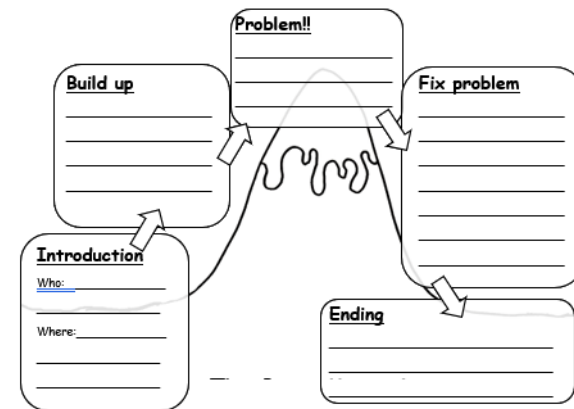 Introduction
Who:
Where:
Build up
Problem!!
Fix problem
Ending